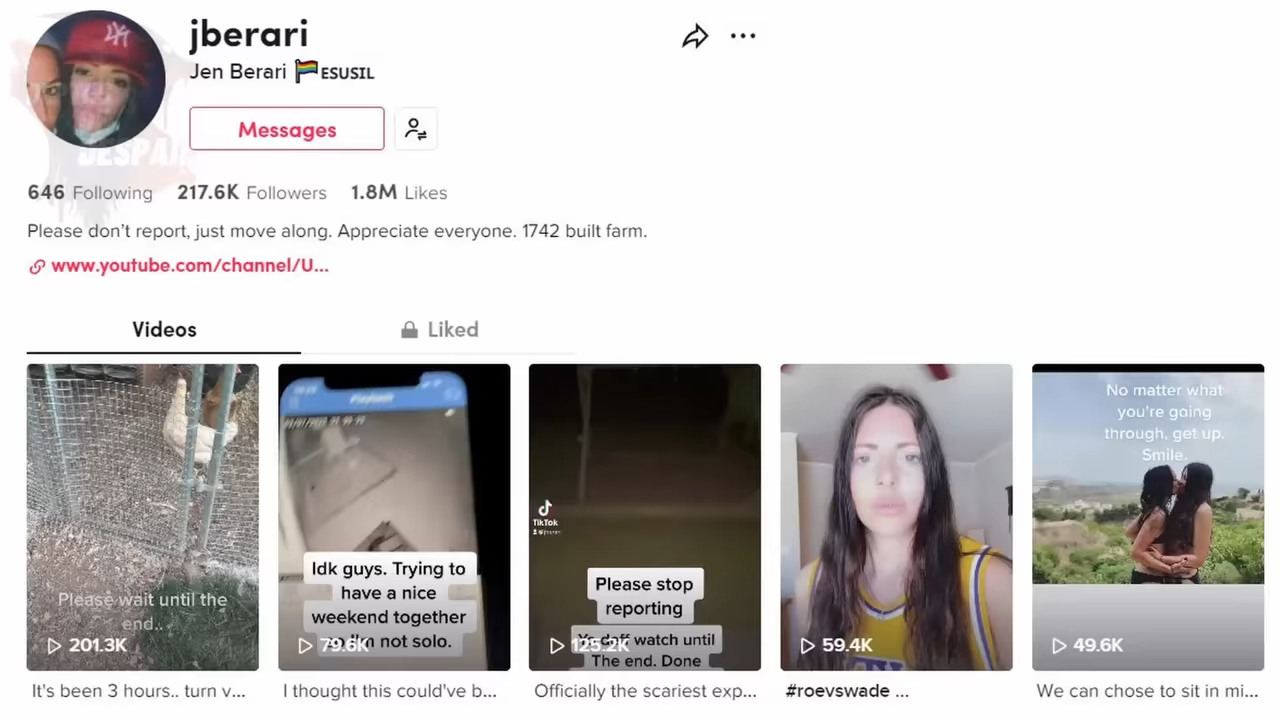 jberari
Jen Berari 🏳️‍🌈ESUSIL
Messages
646 Following 217.6K Followers 1.8M Likes
Please don't report, just move along. Appreciate everyone. 1742 built farm.
www.youtube.com/channel/U...
Videos
Liked
Please wait until the
end..
201.3K
It's been 3 hours.. turn v...
Idk guys. Trying to
have a nice
weekend together
so I'm not solo.
79.6K
I thought this could've b...
TikTok
Please stop
reporting
watch until
The end. Done
125.2K
Officially the scariest exp...
59.4K
#roevswade ...
No matter what
you're going
through, get up.
Smile.
49.6K
We can chose to sit in mi...